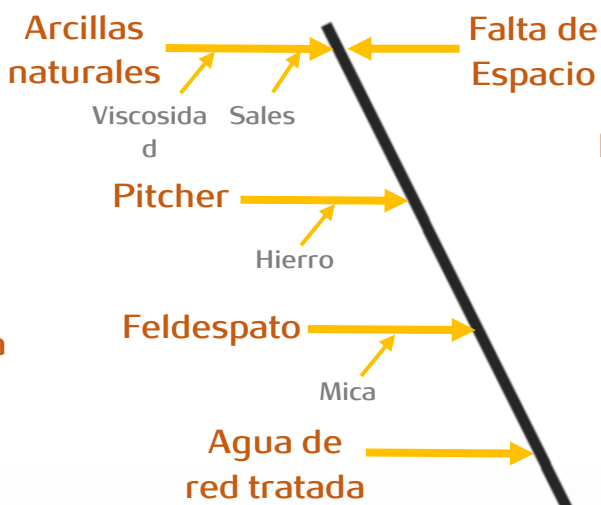 Arcillas
naturales
Falta de
Espacio
Viscosida
d
Sales
Pitcher
Hierro
Feldespato
Mica
Agua de
red tratada